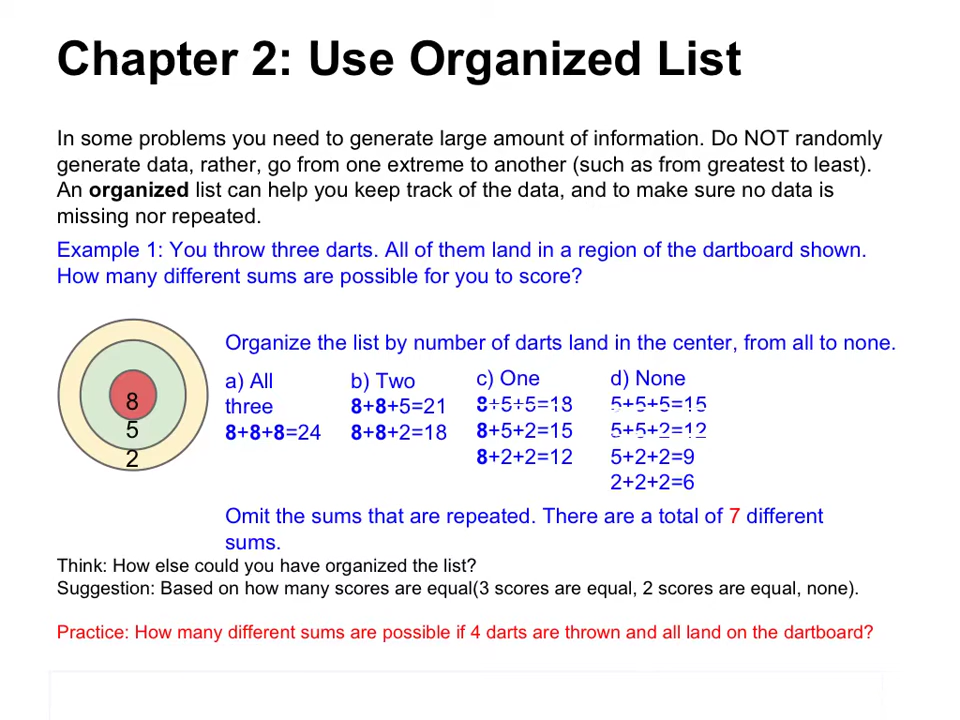 Chapter 2: Use Organized List
In some problems you need to generate large amount of information. Do NOT randomly
generate data, rather, go from one extreme to another (such as from greatest to least).
An organized list can help you keep track of the data, and to make sure no data is
missing nor repeated.
Example 1: You throw three darts. All of them land in a region of the dartboard shown.
How many different sums are possible for you to score?
8
5
2
Organize the list by number of darts land in the center, from all to none.
a) All
three
8+8+8=24
b) Two
8+8+5=21
8+8+2=18
c) One
8+5+5=18
8+5+2=15
8+2+2=12
d) None
5+5+5=15
5+5+2=12
5+2+2=9
2+2+2=6
Omit the sums that are repeated. There are a total of 7 different
sums.
Think: How else could you have organized the list?
Suggestion: Based on how many scores are equal(3 scores are equal, 2 scores are equal, none).
Practice: How many different sums are possible if 4 darts are thrown and all land on the dartboard?